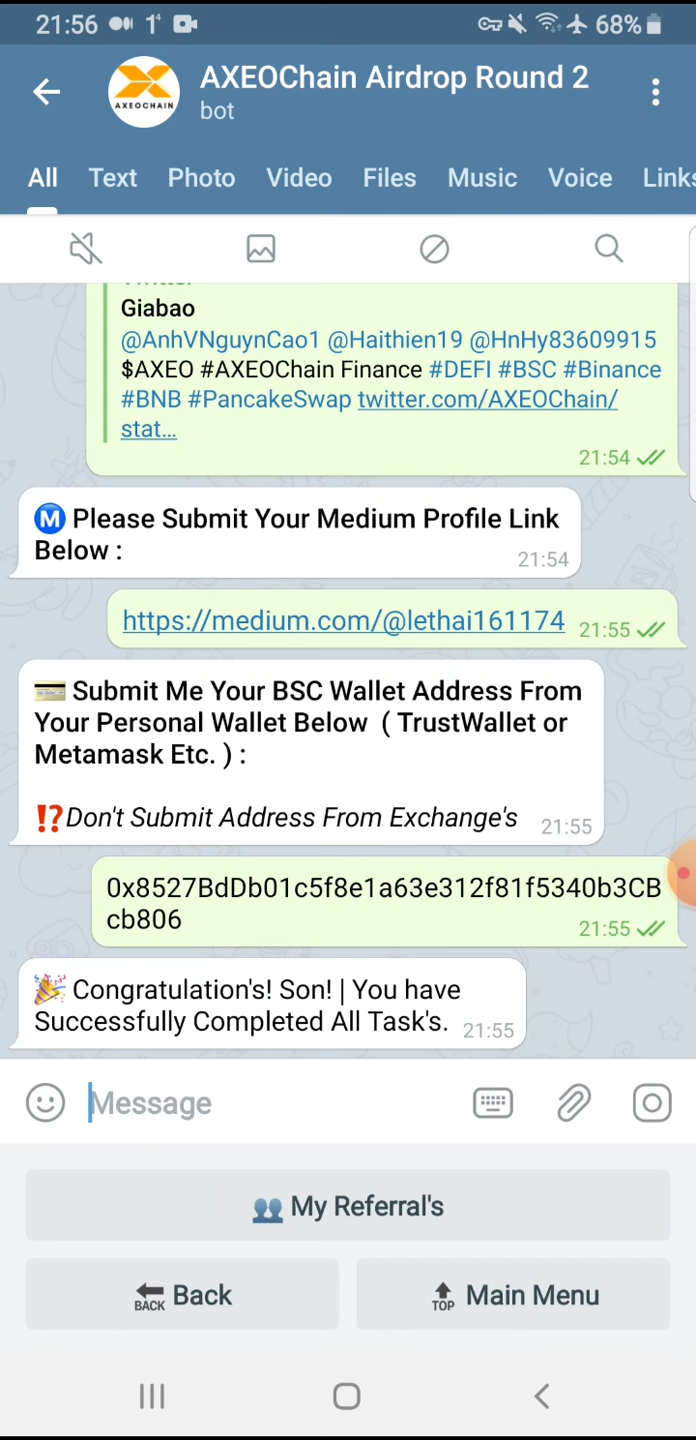 21:56
68%
AXEOCHAIN
AXEOChain Airdrop Round 2
bot
All Text Photo Video Files Music Voice Links
Giabao
@AnhVNguynCao1 @Haithien19 @HnHy83609915
$AXEO #AXEOChain Finance #DEFI #BSC #Binance
#BNB #PancakeSwap twitter.com/AXEOChain/
stat...
21:54
Ⓜ️ Please Submit Your Medium Profile Link
Below :
21:54
https://medium.com/@lethai161174
21:55
💳 Submit Me Your BSC Wallet Address From
Your Personal Wallet Below ( TrustWallet or
Metamask Etc. ) :
⁉️Don't Submit Address From Exchange's
21:55
0x8527BdDb01c5f8e1a63e312f81f5340b3CB
cb806
21:55
🎉 Congratulation's! Son! | You have
Successfully Completed All Task's.
21:55
Message
👥 My Referral's
BACK Back
TOP Main Menu